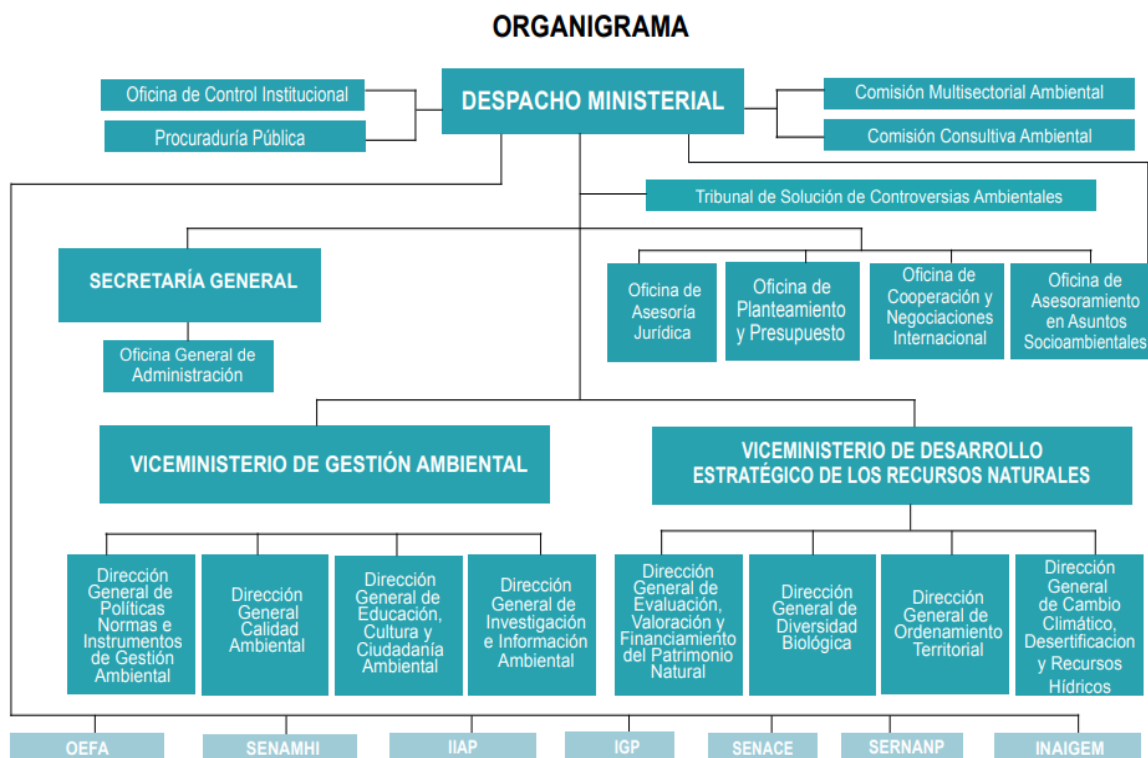 ORGANIGRAMA
Oficina de Control Institucional
Procuraduría Pública
DESPACHO MINISTERIAL
Comisión Multisectorial Ambiental
Comisión Consultiva Ambiental
Tribunal de Solución de Controversias Ambientales
SECRETARÍA GENERAL
Oficina General de
Administración
Oficina de
Asesoría
Jurídica
Oficina de
Planteamiento
y Presupuesto
Oficina de
Cooperación y
Negociaciones
Internacional
Oficina de
Asesoramiento
en Asuntos
Socioambientales
VICEMINISTERIO DE GESTIÓN AMBIENTAL
VICEMINISTERIO DE DESARROLLO
ESTRATÉGICO DE LOS RECURSOS NATURALES
Dirección
General de
Políticas
Normas e
Instrumentos
de Gestión
Ambiental
Dirección
General
Calidad
Ambiental
Dirección
General de
Educación,
Cultura y
Ciudadanía
Ambiental
Dirección
General de
Investigación
e Información
Ambiental
Dirección
General de
Evaluación,
Valoración y
Financiamiento
del Patrimonio
Natural
Dirección
General de
Diversidad
Biológica
Dirección
General de
Ordenamiento
Territorial
Dirección
General
de Cambio
Climático,
Desertificacion
y Recursos
Hídricos
OEFA
SENAMHI
IIAP
IGP
SENACE
SERNANP
INAIGEM